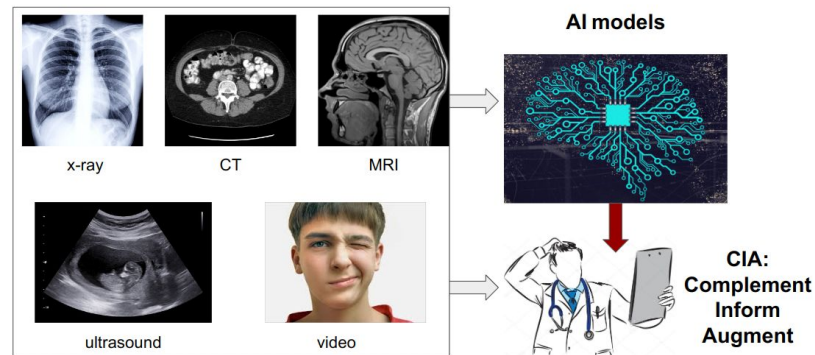 AI models
x-ray
CT
MRI
ultrasound
video
CIA:
Complement
Inform
Augment